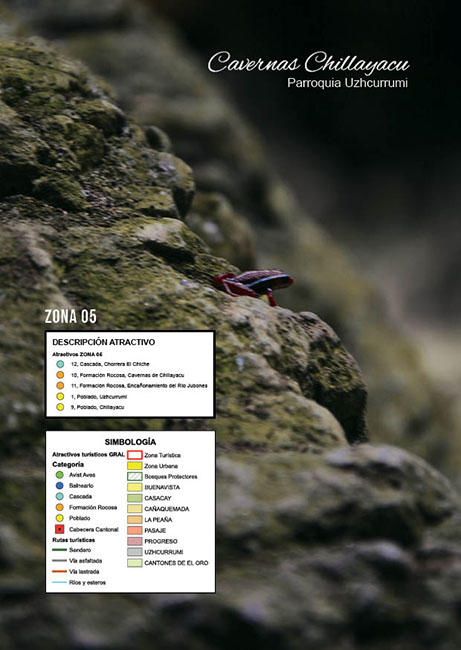 Cavernas Chillayacu
Parroquia Uzhcurrumi
ZONA 05
DESCRIPCIÓN ATRACTIVO
Atractivos ZONA 05
12, Cascada, Chorrera El Chiche
10, Formación Rocosa, Cavernas de Chillayacu
11, Formación Rocosa, Encañonamiento del Río Jubones
1, Poblado, Uzhcurrumi
9, Poblado, Chillayacu
SIMBOLOGÍA
Atractivos turísticos GRAL
Categoría
Avist Aves
Balneario
Cascada
Formación Rocosa
Poblado
Cabecera Cantonal
Rutas turísticas
Sendero
Vía asfaltada
Vía lastrada
Ríos y esteros
Zona Turística
Zona Urbana
Bosques Protectores
BUENAVISTA
CASACAY
CAÑAQUEMADA
LA PEAÑA
PASAJE
PROGRESO
UZHCURRUMI
CANTONES DE EL ORO